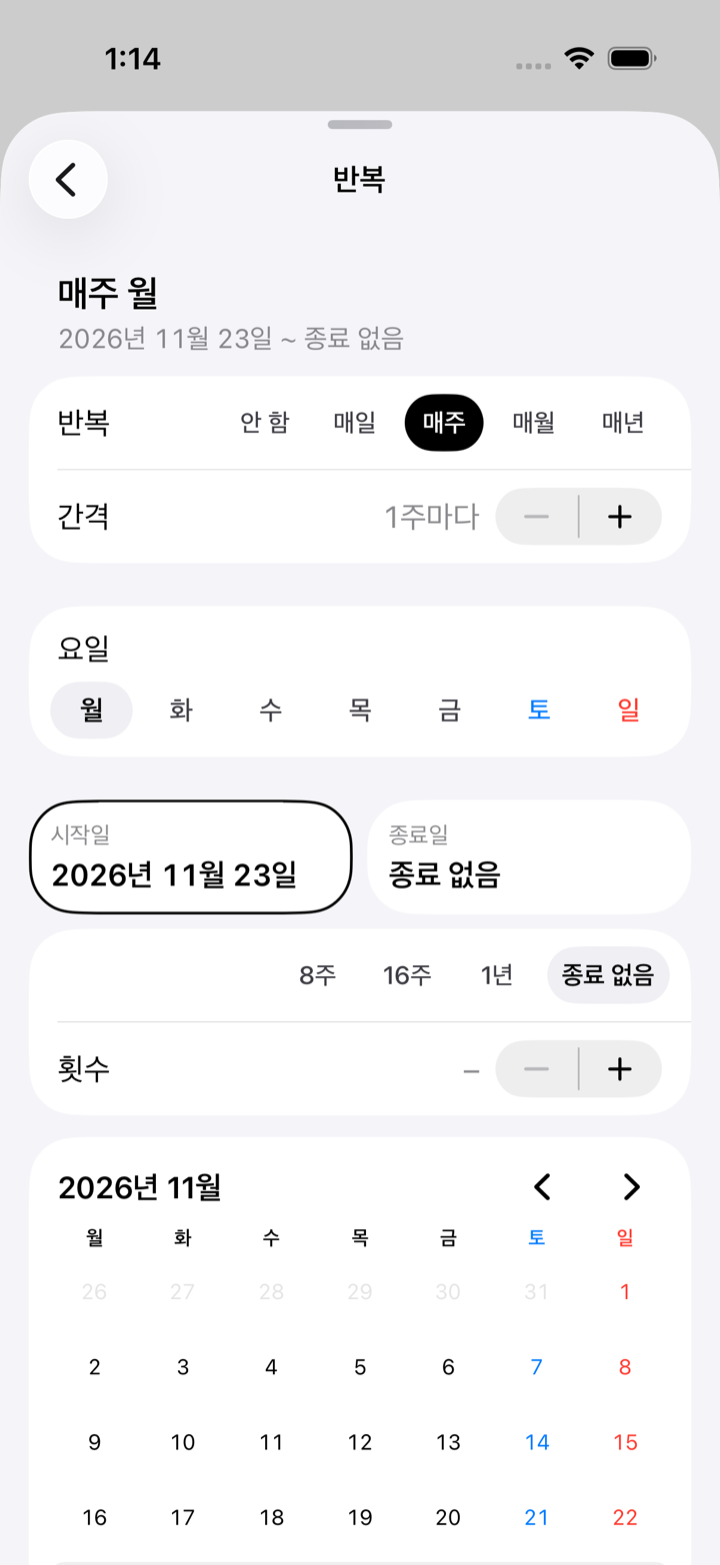 1:14
반복
매주 월
2026년 11월 23일 ~ 종료 없음
반복 안 함 매일 매주 매월 매년
간격 1주마다 − +
요일
월 화 수 목 금 토 일
시작일 종료일
2026년 11월 23일 종료 없음
8주 16주 1년 종료 없음
횟수 – − +
2026년 11월
월 화 수 목 금 토 일
26 27 28 29 30 31 1
2 3 4 5 6 7 8
9 10 11 12 13 14 15
16 17 18 19 20 21 22